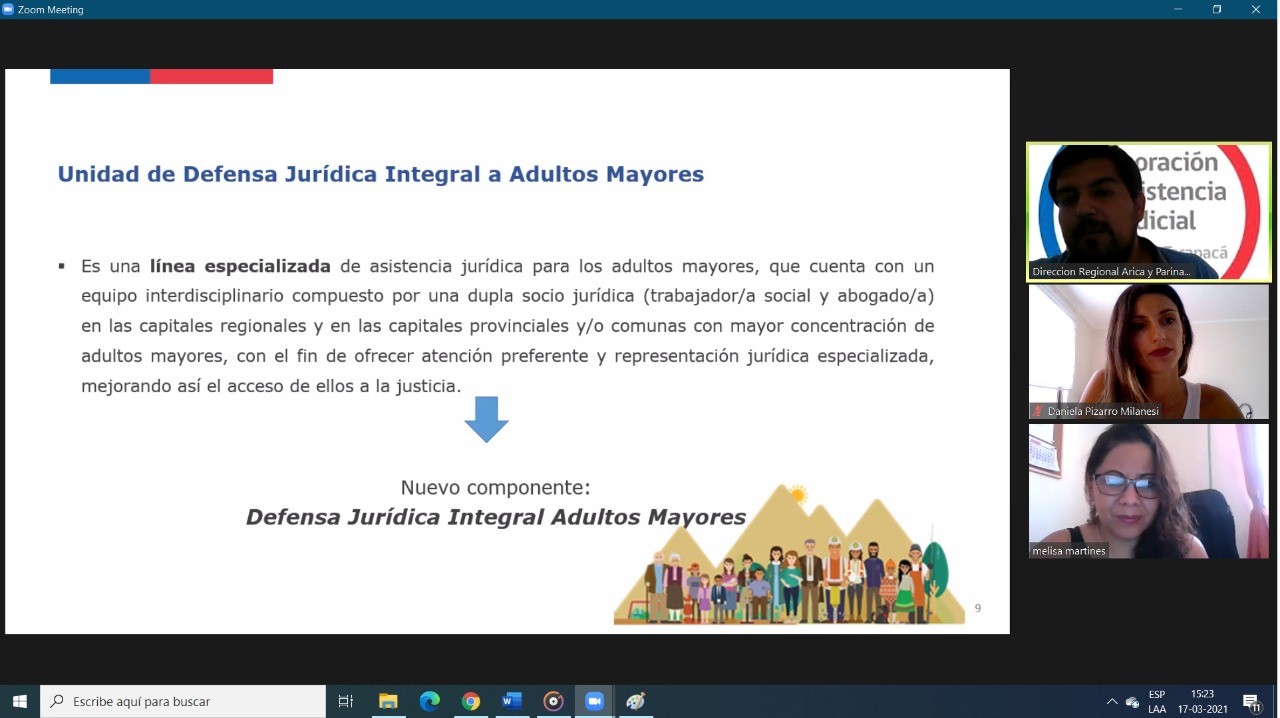 Zoom Meeting
Unidad de Defensa Jurídica Integral a Adultos Mayores
▪ Es una línea especializada de asistencia jurídica para los adultos mayores, que cuenta con un
equipo interdisciplinario compuesto por una dupla socio jurídica (trabajador/a social y abogado/a)
en las capitales regionales y en las capitales provinciales y/o comunas con mayor concentración de
adultos mayores, con el fin de ofrecer atención preferente y representación jurídica especializada,
mejorando así el acceso de ellos a la justicia.
Nuevo componente:
Defensa Jurídica Integral Adultos Mayores
9
oración
istencia
dicial
Direccion Regional Arica y Parina...
Daniela Pizarro Milanesi
melisa martines
Escribe aquí para buscar
ESP
LAA
15:23
17-03-2021